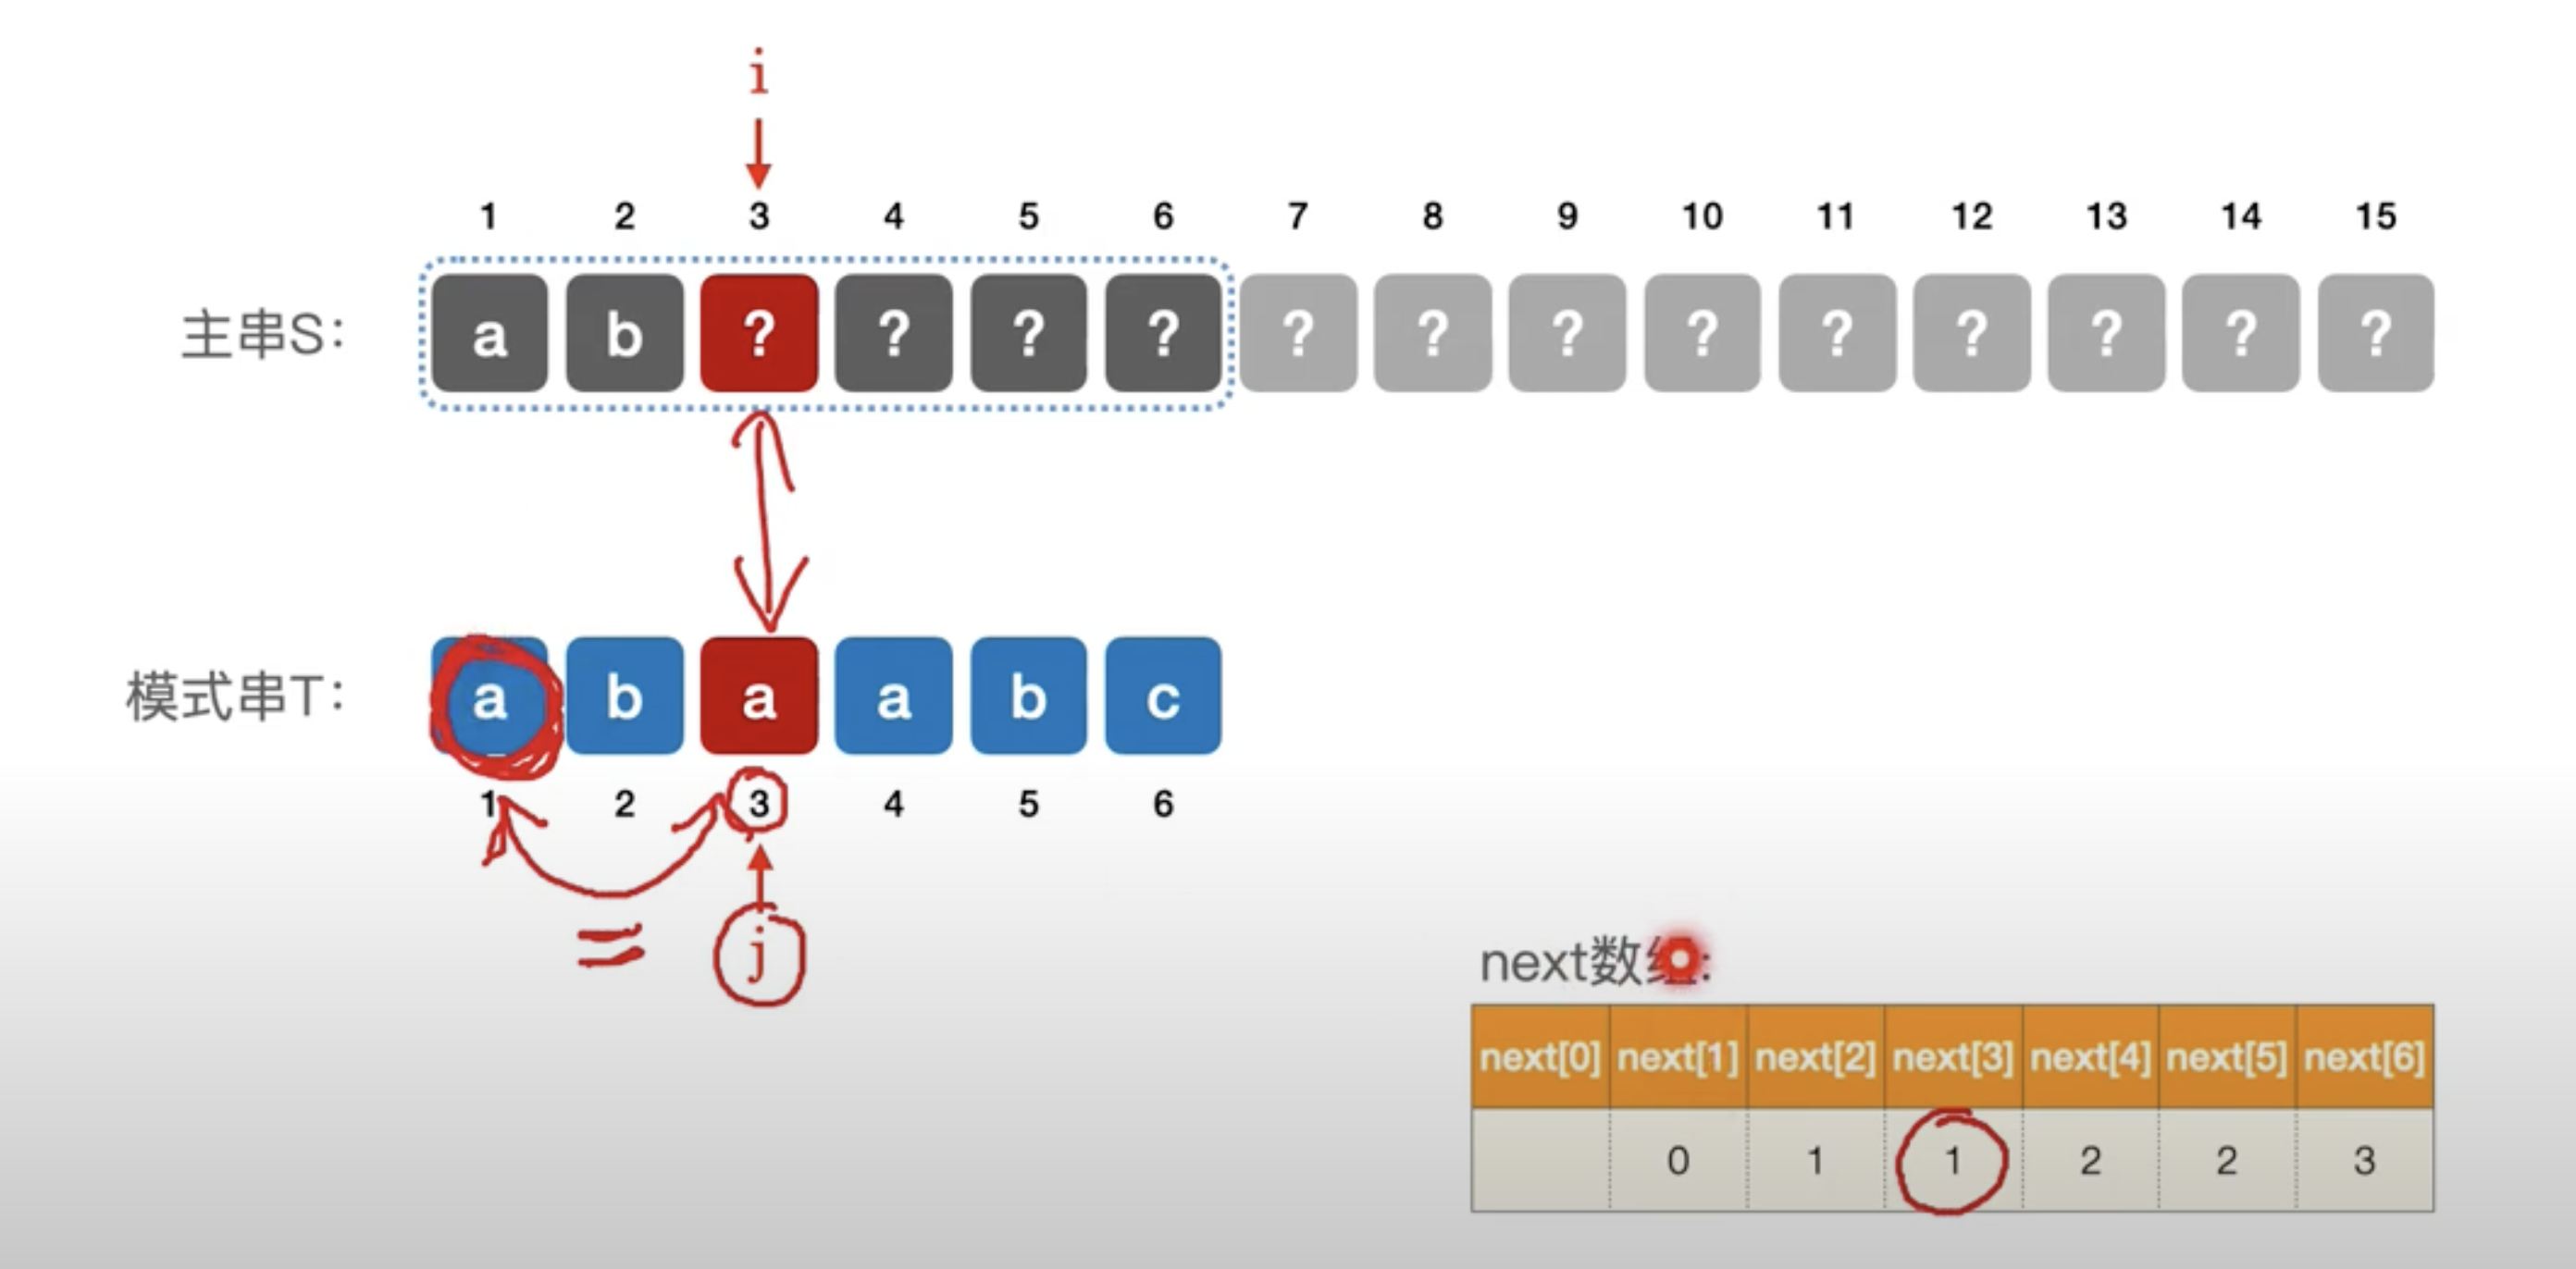 i
1 2 3 4 5 6 7 8 9 10 11 12 13 14 15
主串S: a b ? ? ? ? ? ? ? ? ? ? ? ? ?
模式串T: a b a a b c
1 2 3 4 5 6
=
j
next数组:
next[0] next[1] next[2] next[3] next[4] next[5] next[6]
0 1 1 2 2 3